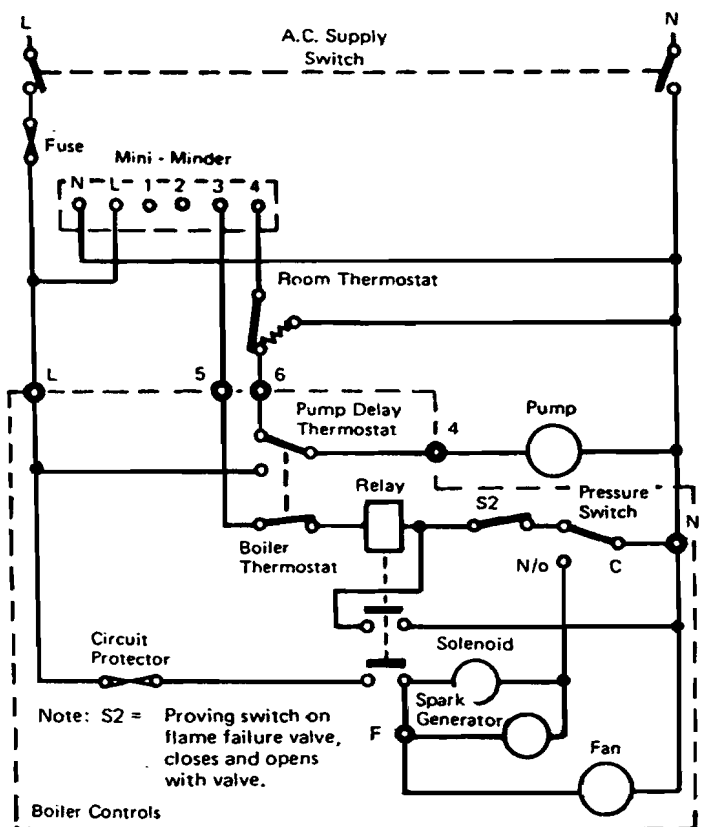 L
N
A.C. Supply
Switch
Fuse
Mini - Minder
N L 1 2 3 4
Room Thermostat
L
5
6
Pump Delay
Thermostat
4
Pump
Relay
S2
Pressure
Switch
N
Boiler
Thermostat
N/o
C
Circuit
Protector
Solenoid
Spark
Generator
Note: S2 = Proving switch on
flame failure valve,
closes and opens
with valve.
F
Fan
Boiler Controls